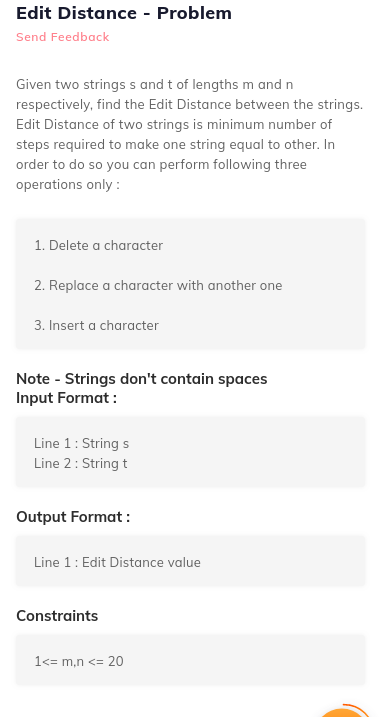 Edit Distance - Problem
Send Feedback
Given two strings s and t of lengths m and n
respectively, find the Edit Distance between the strings.
Edit Distance of two strings is minimum number of
steps required to make one string equal to other. In
order to do so you can perform following three
operations only :
1. Delete a character
2. Replace a character with another one
3. Insert a character
Note - Strings don't contain spaces
Input Format :
Line 1 : String s
Line 2 : String t
Output Format :
Line 1 : Edit Distance value
Constraints
1<= m,n <= 20